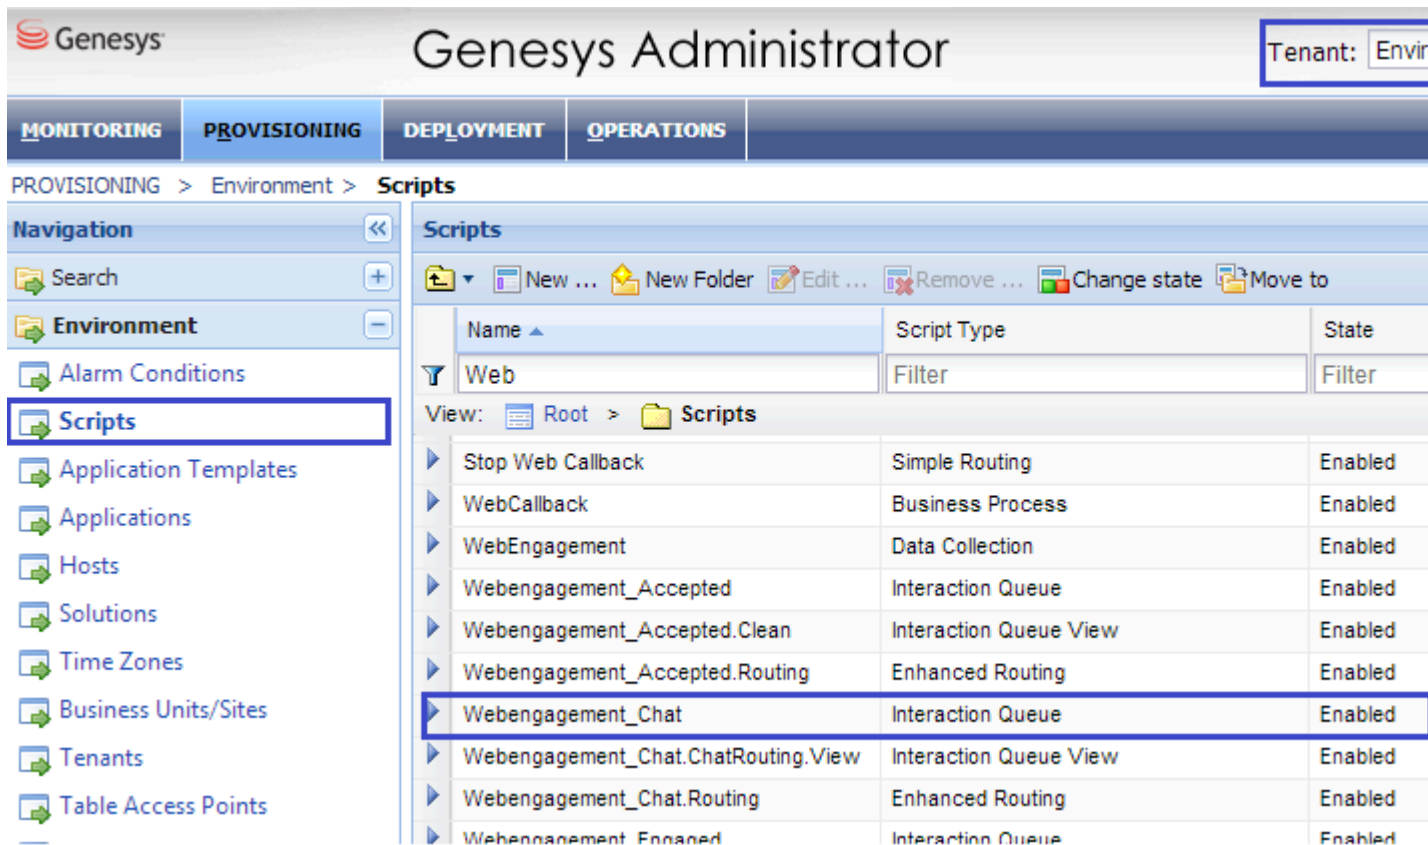 Genesys
Genesys Administrator
Tenant:
MONITORING PROVISIONING DEPLOYMENT OPERATIONS
PROVISIONING > Environment > Scripts
Navigation
Search
Environment
Alarm Conditions
Scripts
Application Templates
Applications
Hosts
Solutions
Time Zones
Business Units/Sites
Tenants
Table Access Points
Scripts
New ... New Folder Edit ... Remove ... Change state Move to
Name Script Type State
Web Filter Filter
View: Root > Scripts
Stop Web Callback Simple Routing Enabled
WebCallback Business Process Enabled
WebEngagement Data Collection Enabled
Webengagement_Accepted Interaction Queue Enabled
Webengagement_Accepted.Clean Interaction Queue View Enabled
Webengagement_Accepted.Routing Enhanced Routing Enabled
Webengagement_Chat Interaction Queue Enabled
Webengagement_Chat.ChatRouting.View Interaction Queue View Enabled
Webengagement_Chat.Routing Enhanced Routing Enabled
Webengagement_Engaged Interaction Queue Enabled